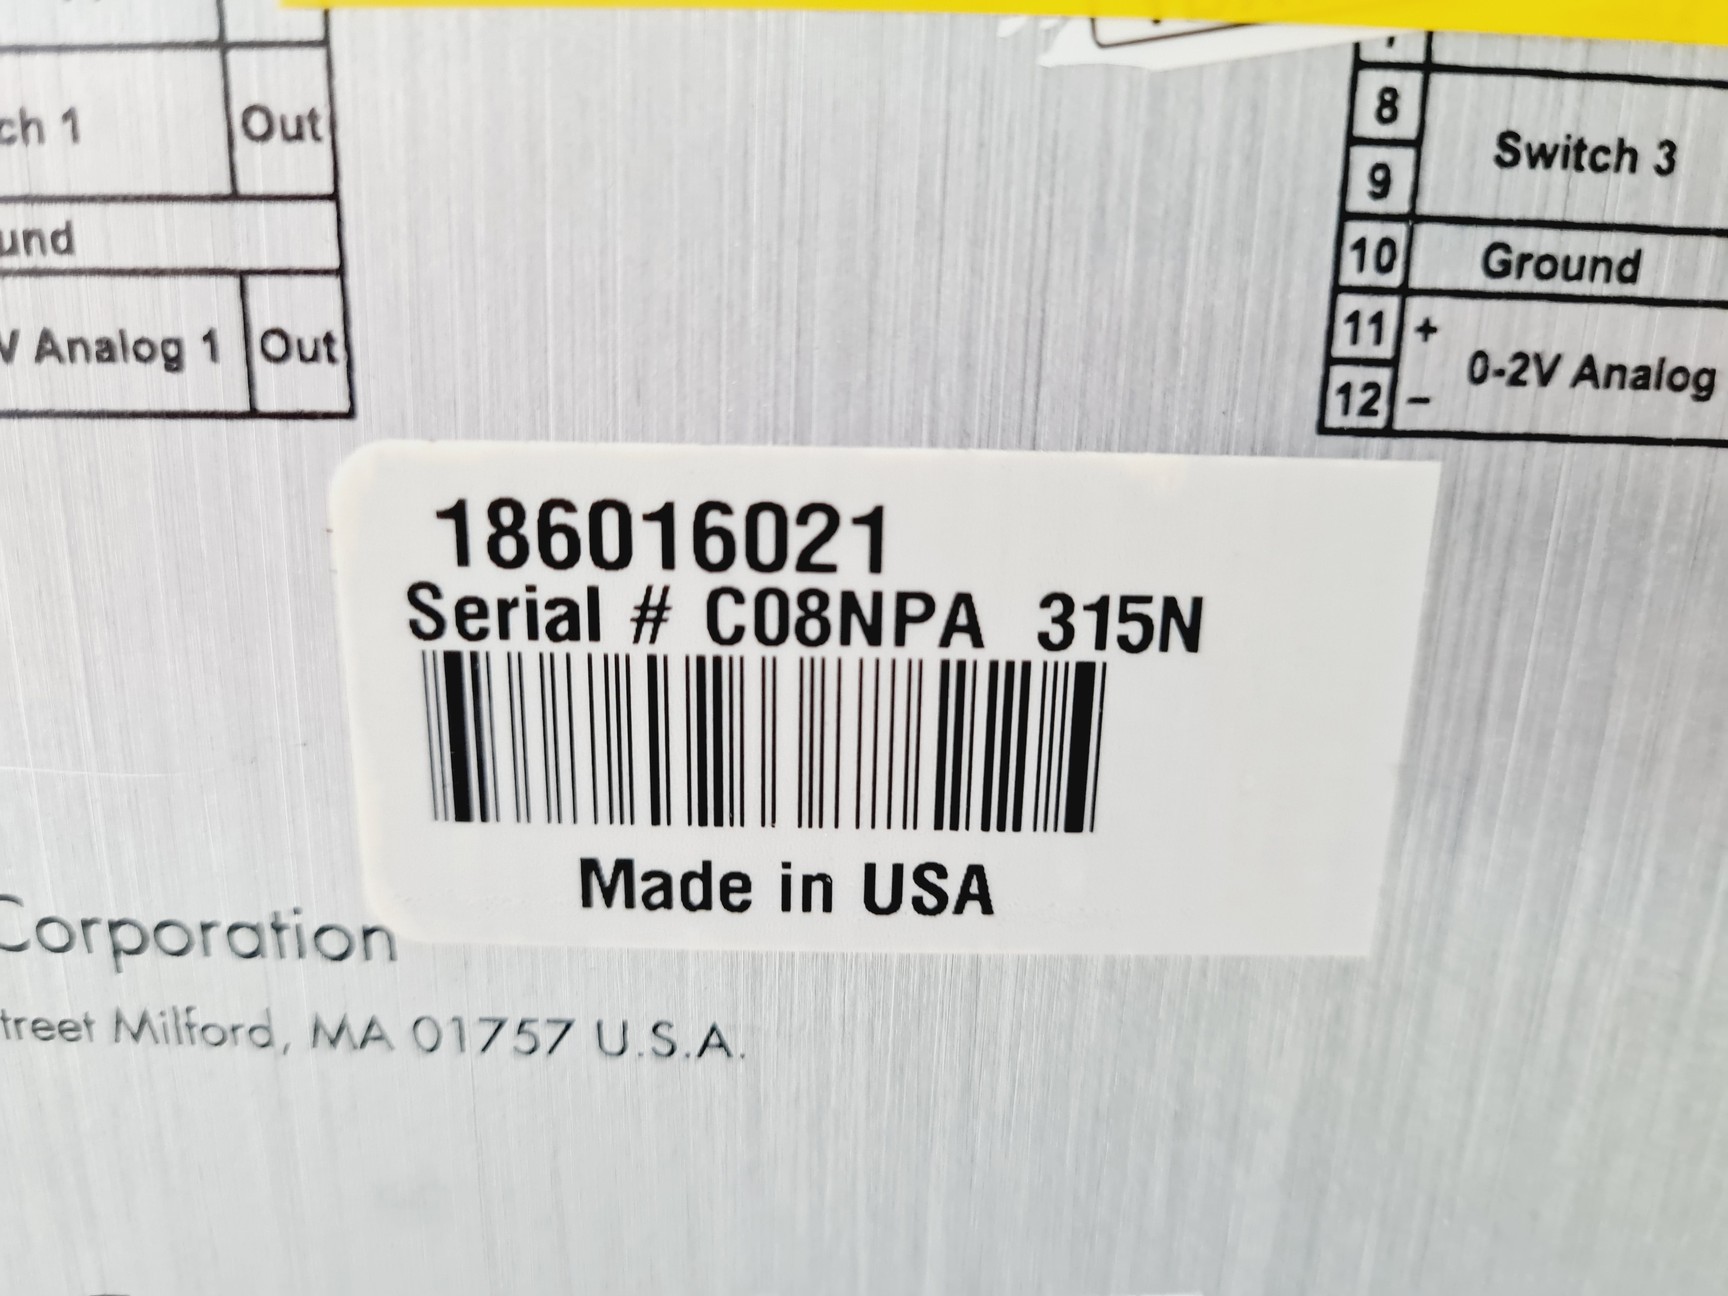 ch 1 Out
und
V Analog 1 Out
8
9
Switch 3
10 Ground
11 +
0-2V Analog
12 –
186016021
Serial # C08NPA 315N
Made in USA
Corporation
treet Milford, MA 01757 U.S.A.